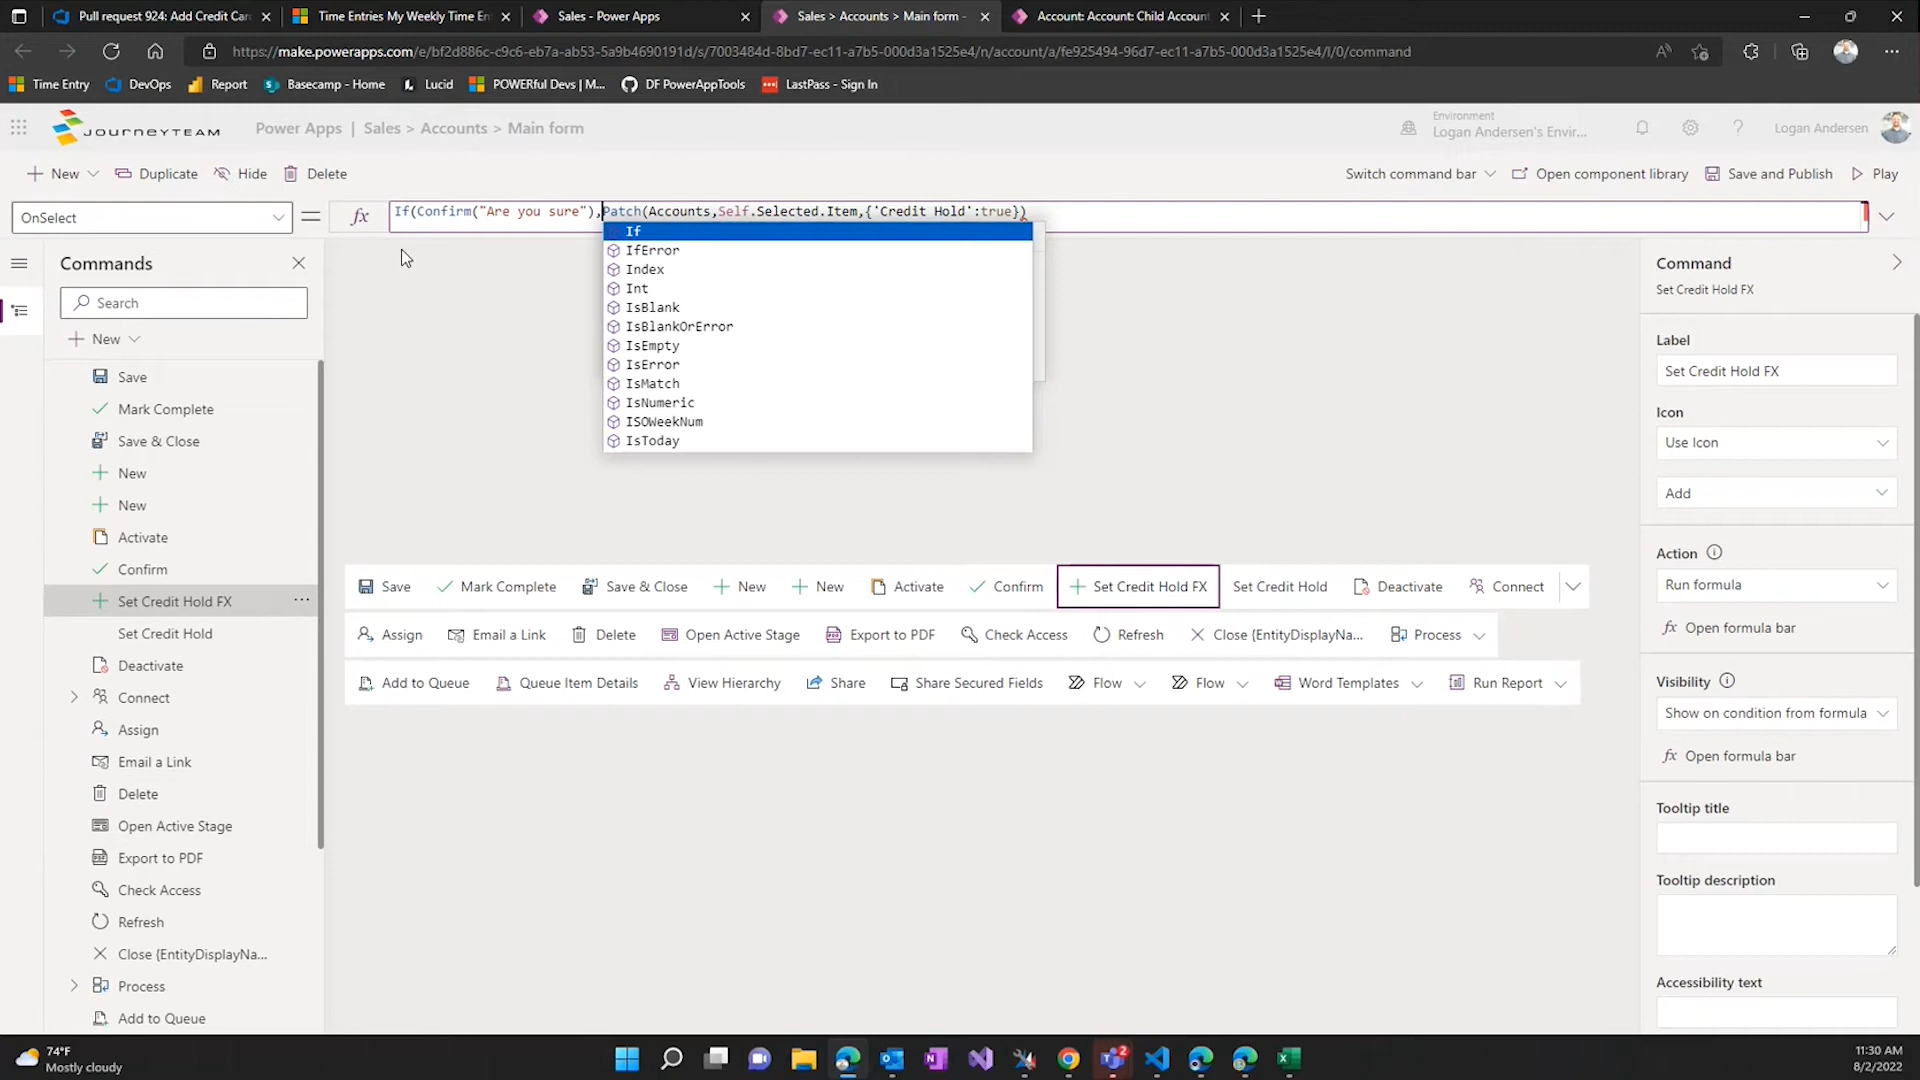 Pull request 924: Add Credit Car
Time Entries My Weekly Time En
Sales - Power Apps
Sales > Accounts > Main form -
Account: Account: Child Account
https://make.powerapps.com/e/bf2d886c-c9c6-eb7a-ab53-5a9b4690191d/s/7003484d-8bd7-ec11-a7b5-000d3a1525e4/n/account/a/fe925494-96d7-ec11-a7b5-000d3a1525e4/l/0/command
Time Entry
DevOps
Report
Basecamp - Home
Lucid
POWERful Devs | M...
DF PowerAppTools
LastPass - Sign In
JOURNEYTEAM
Power Apps | Sales > Accounts > Main form
Environment
Logan Andersen's Envir...
Logan Andersen
New
Duplicate
Hide
Delete
Switch command bar
Open component library
Save and Publish
Play
OnSelect
= fx
If(Confirm("Are you sure"),Patch(Accounts,Self.Selected.Item,{'Credit Hold':true})
If
IfError
Index
Int
IsBlank
IsBlankOrError
IsEmpty
IsError
IsMatch
IsNumeric
ISOWeekNum
IsToday
Commands
Search
New
Save
Mark Complete
Save & Close
New
New
Activate
Confirm
Set Credit Hold FX ...
Set Credit Hold
Deactivate
Connect
Assign
Email a Link
Delete
Open Active Stage
Export to PDF
Check Access
Refresh
Close {EntityDisplayNa...
Process
Add to Queue
Save
Mark Complete
Save & Close
New
New
Activate
Confirm
Set Credit Hold FX
Set Credit Hold
Deactivate
Connect
Assign
Email a Link
Delete
Open Active Stage
Export to PDF
Check Access
Refresh
Close {EntityDisplayNa...
Process
Add to Queue
Queue Item Details
View Hierarchy
Share
Share Secured Fields
Flow
Flow
Word Templates
Run Report
Command
Set Credit Hold FX
Label
Set Credit Hold FX
Icon
Use Icon
Add
Action
Run formula
fx Open formula bar
Visibility
Show on condition from formula
fx Open formula bar
Tooltip title
Tooltip description
Accessibility text
74°F
Mostly cloudy
2
11:30 AM
8/2/2022